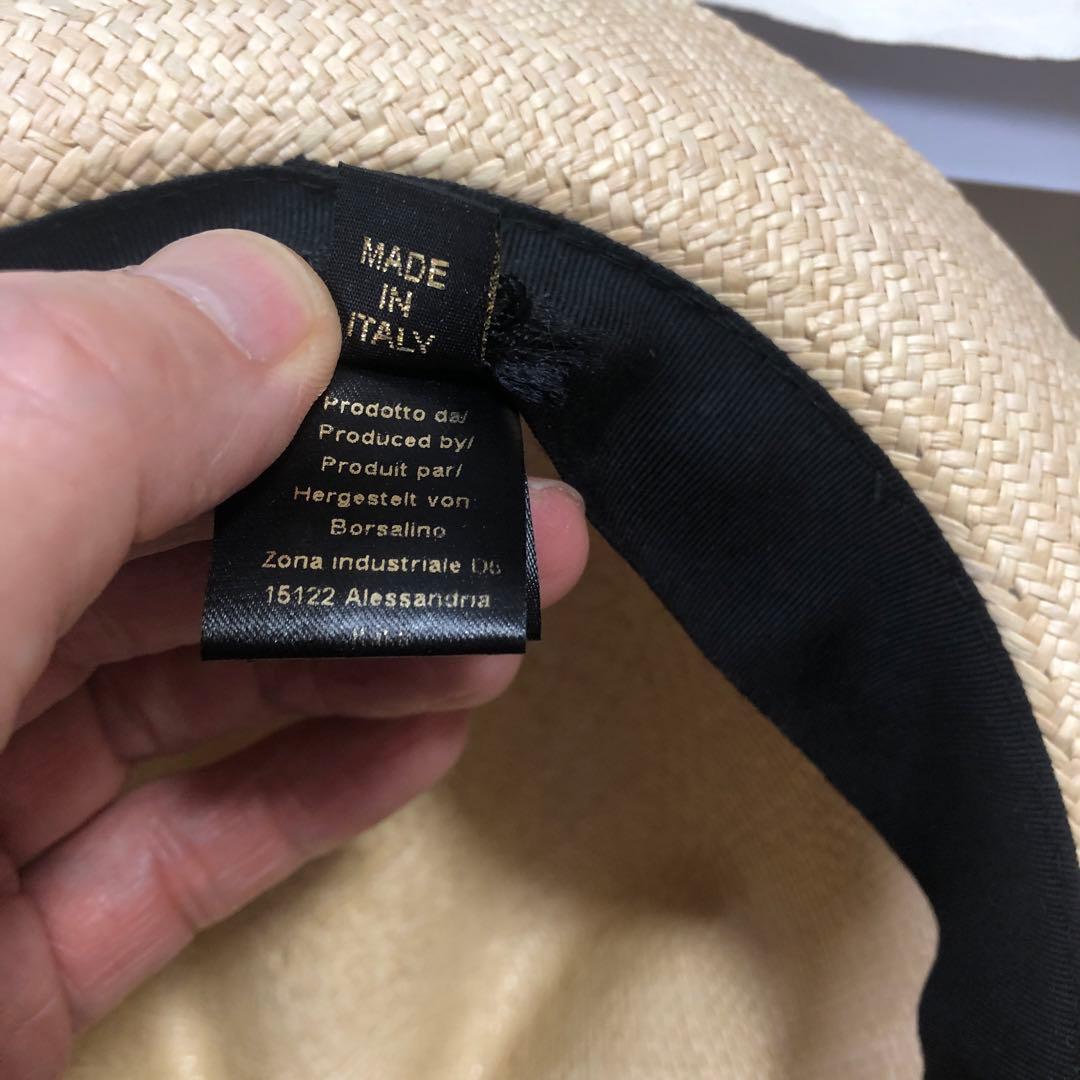 MADE
IN
ITALY
Prodotto da/
Produced by/
Produit par/
Hergestelt von
Borsalino
Zona industriale D6
15122 Alessandria